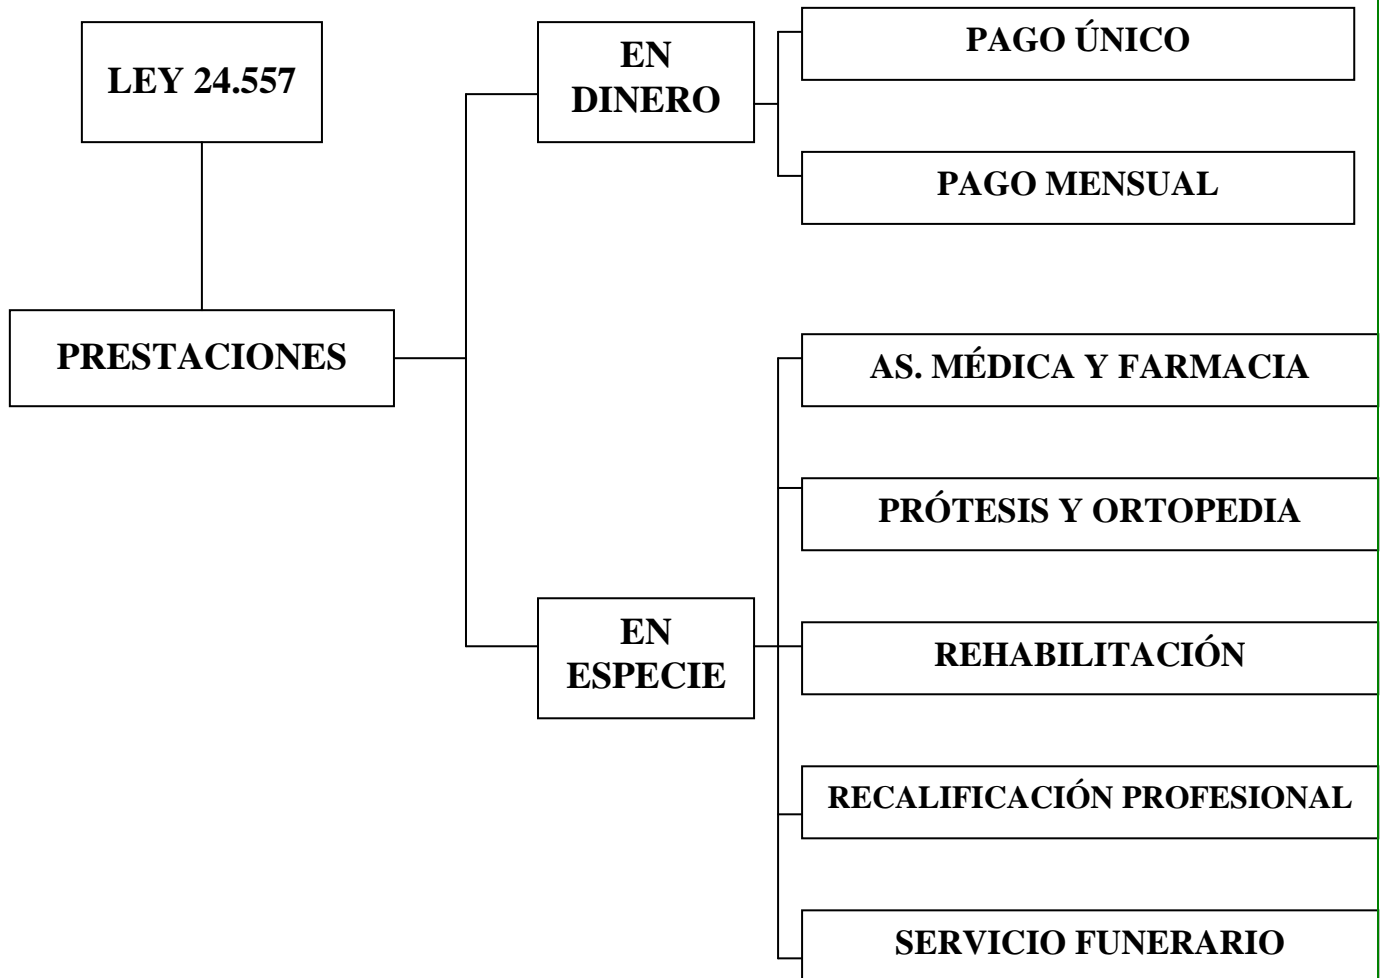 LEY 24.557
PRESTACIONES
EN
DINERO
PAGO ÚNICO
PAGO MENSUAL
EN
ESPECIE
AS. MÉDICA Y FARMACIA
PRÓTESIS Y ORTOPEDIA
REHABILITACIÓN
RECALIFICACIÓN PROFESIONAL
SERVICIO FUNERARIO